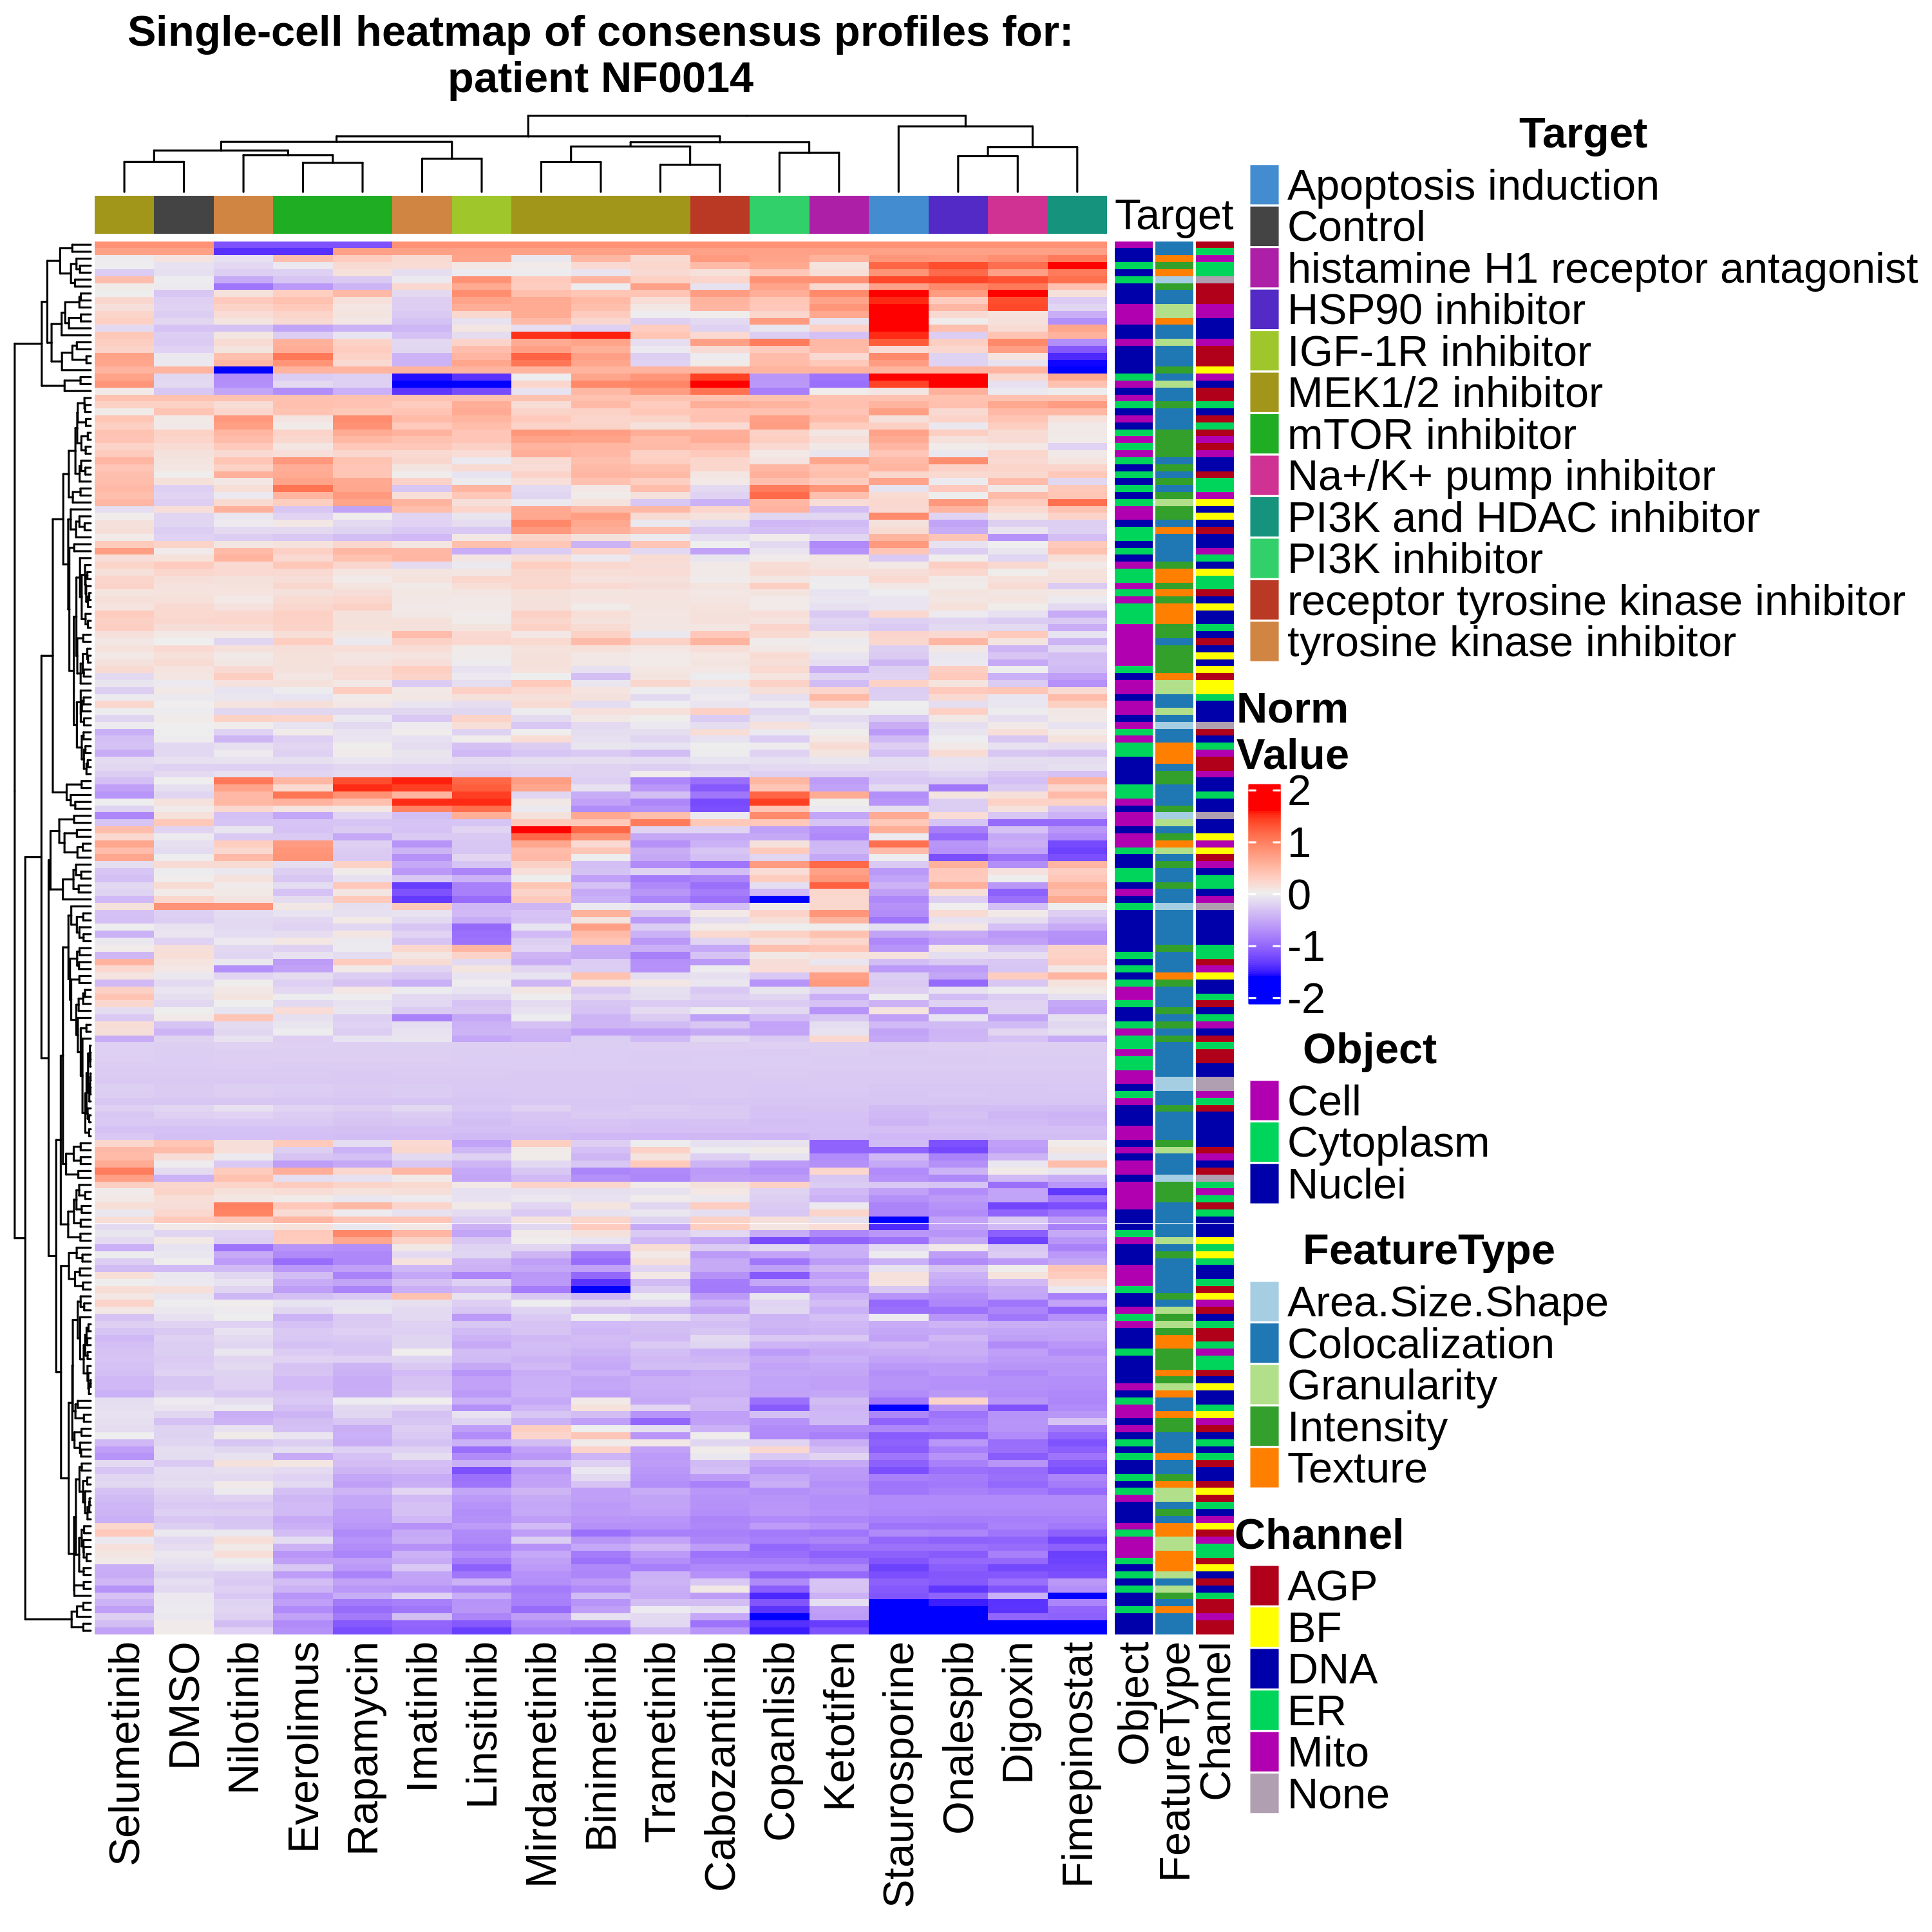 Single-cell heatmap of consensus profiles for:
patient NF0014
Target
Target
Apoptosis induction
Control
histamine H1 receptor antagonist
HSP90 inhibitor
IGF-1R inhibitor
MEK1/2 inhibitor
mTOR inhibitor
Na+/K+ pump inhibitor
PI3K and HDAC inhibitor
PI3K inhibitor
receptor tyrosine kinase inhibitor
tyrosine kinase inhibitor
Norm
Value
2
1
0
-1
-2
Object
Cell
Cytoplasm
Nuclei
FeatureType
Area.Size.Shape
Colocalization
Granularity
Intensity
Texture
Channel
AGP
BF
DNA
ER
Mito
None
Selumetinib
DMSO
Nilotinib
Everolimus
Rapamycin
Imatinib
Linsitinib
Mirdametinib
Binimetinib
Trametinib
Cabozantinib
Copanlisib
Ketotifen
Staurosporine
Onalespib
Digoxin
Fimepinostat
Object
FeatureType
Channel